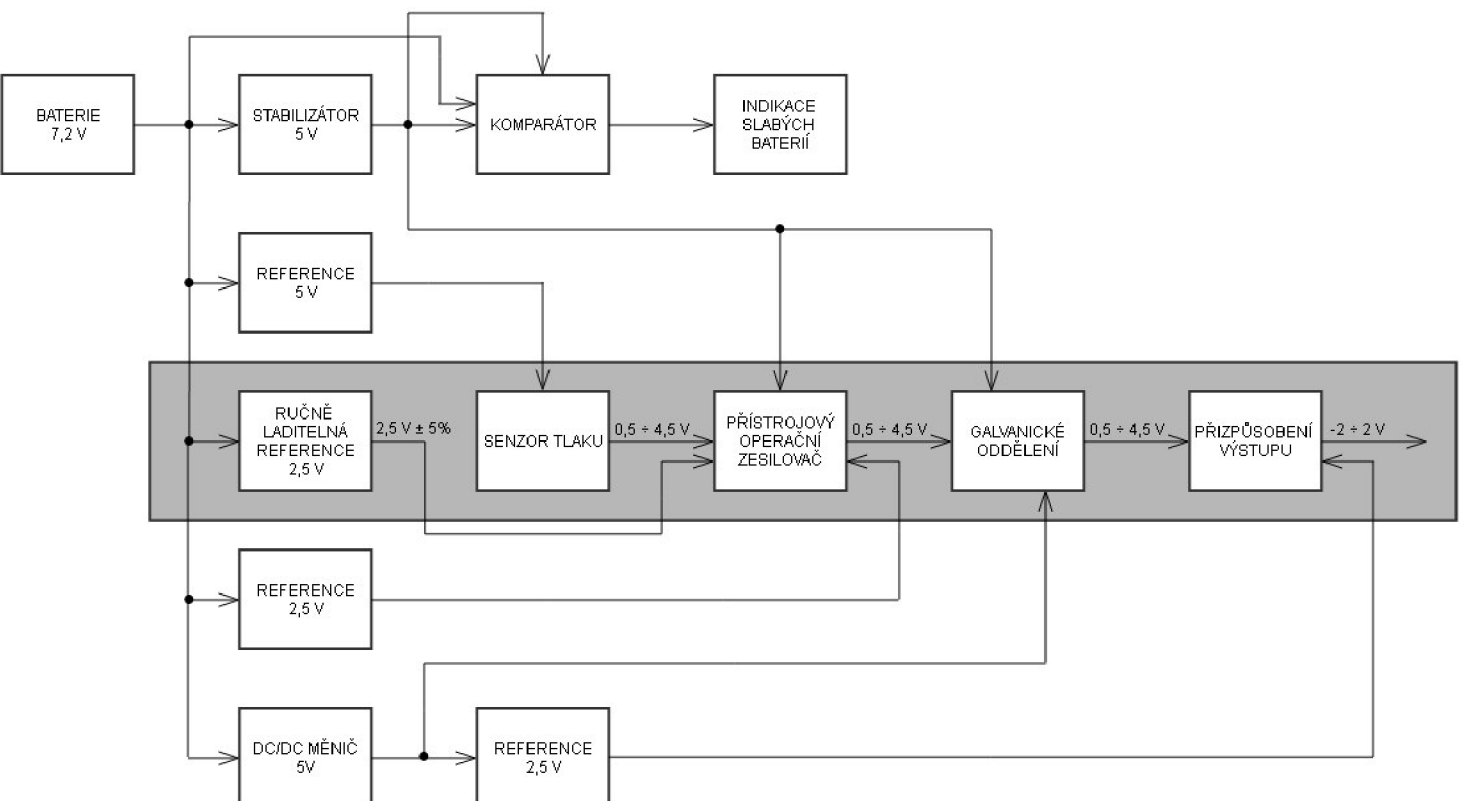 BATERIE
7,2 V
STABILIZÁTOR
5 V
KOMPARÁTOR
INDIKACE
SLABÝCH
BATERIÍ
REFERENCE
5 V
RUČNĚ
LADITELNÁ
REFERENCE
2,5 V
2,5 V ± 5%
SENZOR TLAKU
0,5 ÷ 4,5 V
PŘÍSTROJOVÝ
OPERAČNÍ
ZESILOVAČ
0,5 ÷ 4,5 V
GALVANICKÉ
ODDĚLENÍ
0,5 ÷ 4,5 V
PŘIZPŮSOBENÍ
VÝSTUPU
-2 ÷ 2 V
REFERENCE
2,5 V
DC/DC MĚNIČ
5V
REFERENCE
2,5 V